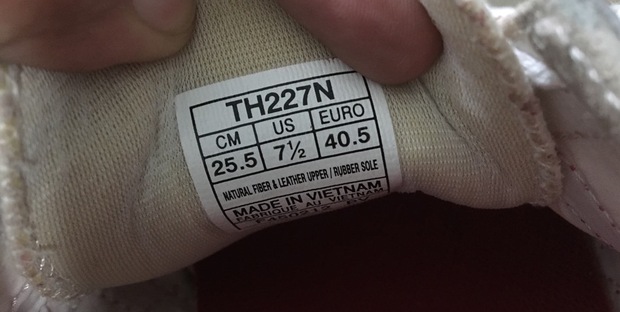 TH227N
CM US EURO
25.5 7½ 40.5
NATURAL FIBER & LEATHER UPPER / RUBBER SOLE
MADE IN VIETNAM
FABRIQUE AU VIETNAM